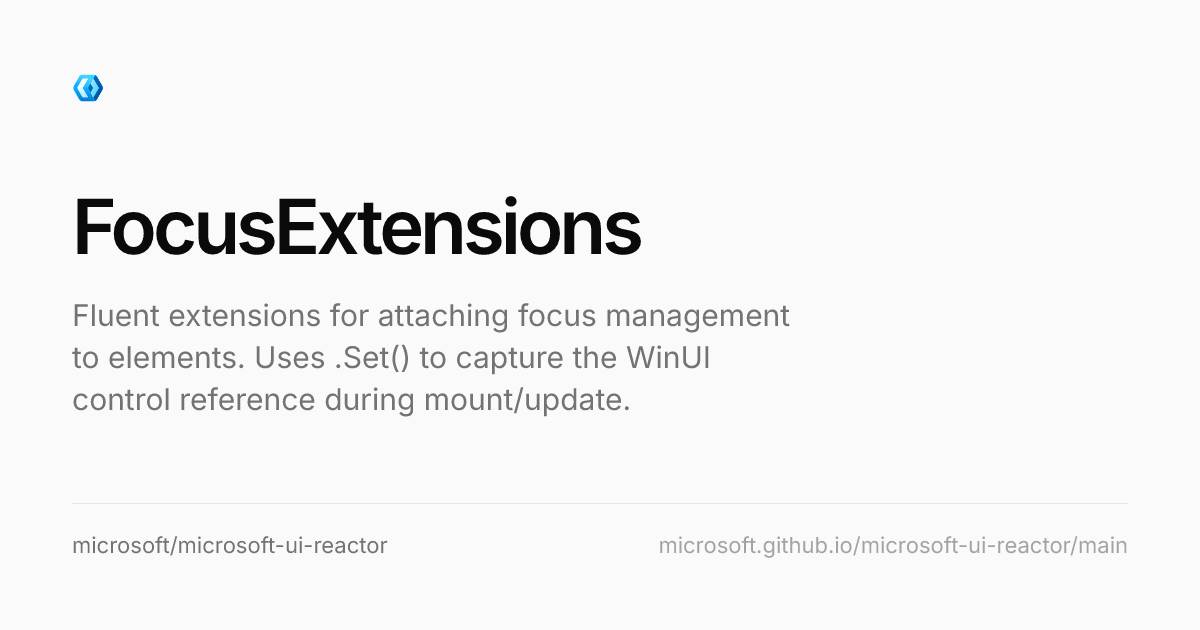 FocusExtensions
Fluent extensions for attaching focus management
to elements. Uses .Set() to capture the WinUI
control reference during mount/update.
microsoft/microsoft-ui-reactor
microsoft.github.io/microsoft-ui-reactor/main